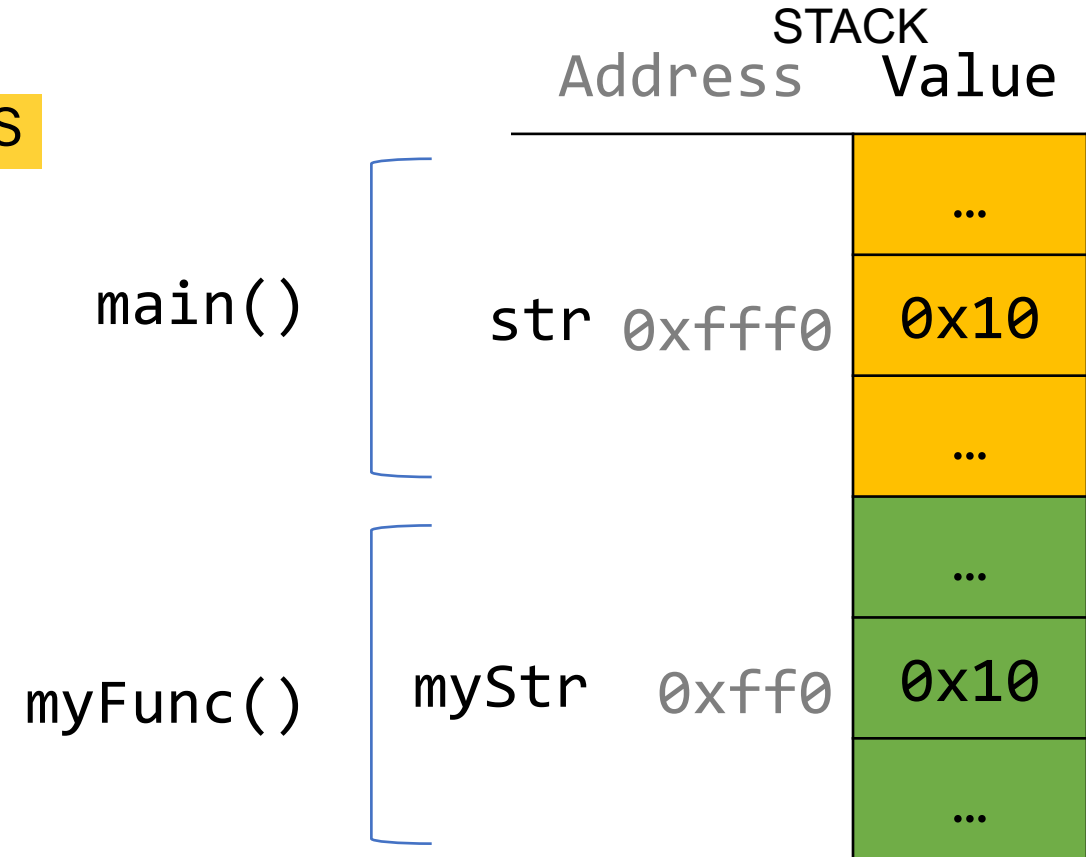 STACK
Address Value
S
…
main() str 0xfff0 0x10
…
…
myFunc() myStr 0xff0 0x10
…